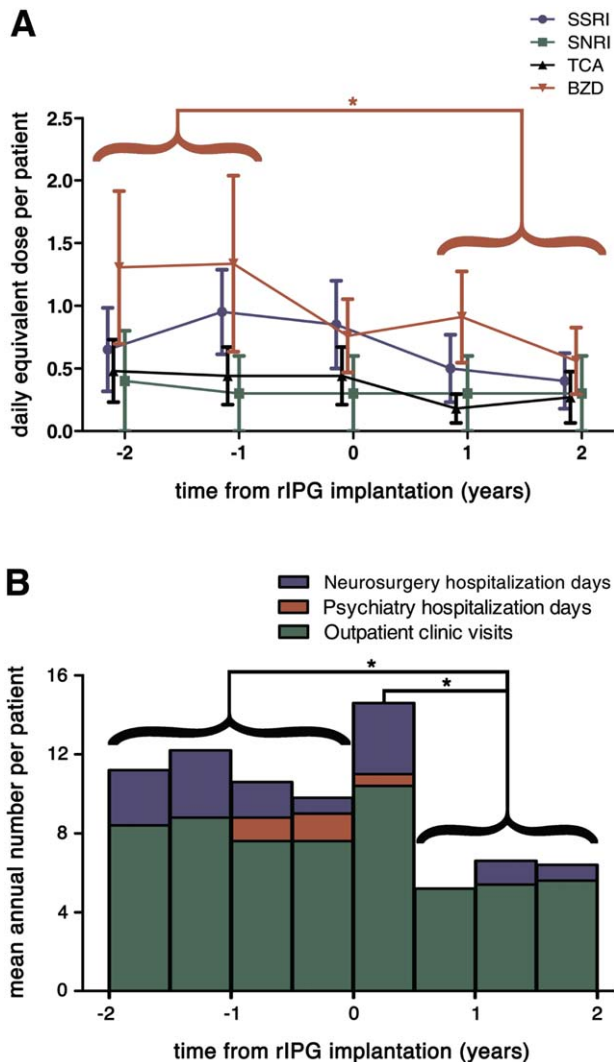 A
SSRI
SNRI
TCA
BZD
*
2.5
2.0
1.5
1.0
0.5
0.0
daily equivalent dose per patient
-2 -1 0 1 2
time from rIPG implantation (years)
B
Neurosurgery hospitalization days
Psychiatry hospitalization days
Outpatient clinic visits
*
*
16
12
8
4
0
mean annual number per patient
-2 -1 0 1 2
time from rIPG implantation (years)